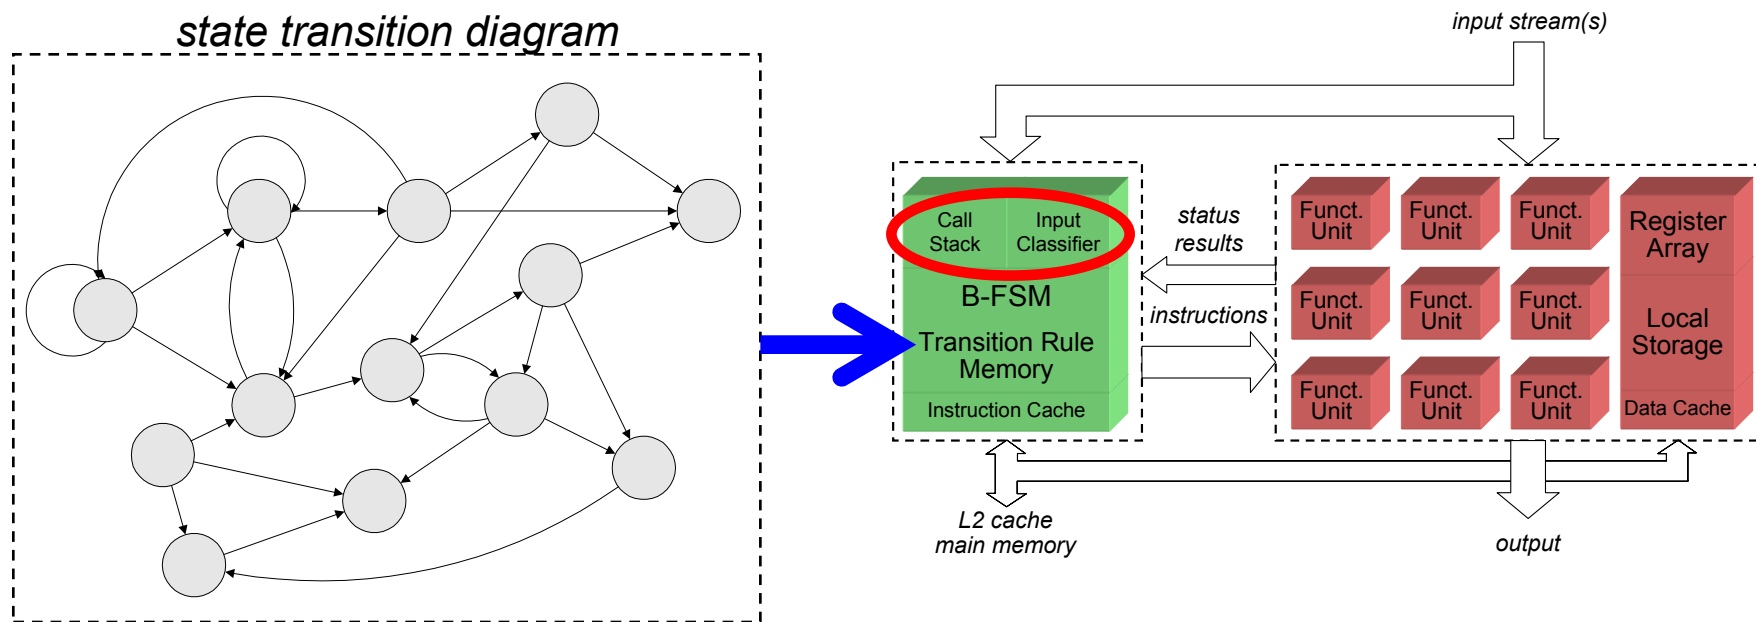 state transition diagram
input stream(s)
Call
Stack
Input
Classifier
B-FSM
Transition Rule
Memory
Instruction Cache
status
results
instructions
Funct.
Unit
Funct.
Unit
Funct.
Unit
Funct.
Unit
Funct.
Unit
Funct.
Unit
Funct.
Unit
Funct.
Unit
Funct.
Unit
Register
Array
Local
Storage
Data Cache
L2 cache
main memory
output